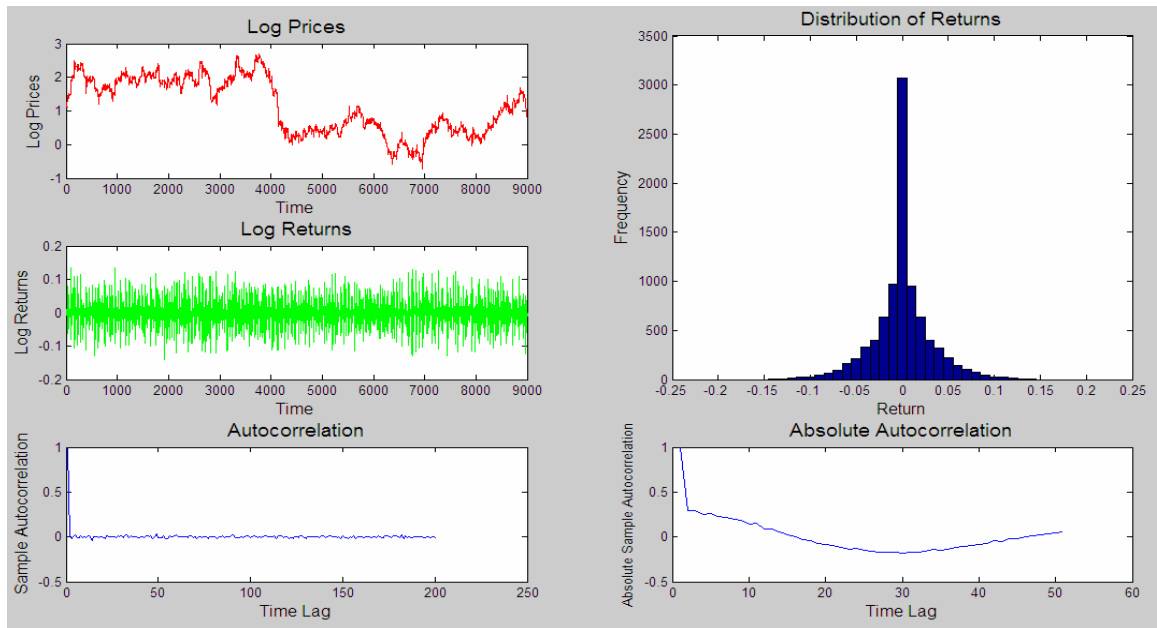 Log Prices
3
2
1
0
-1
Log Prices
0 1000 2000 3000 4000 5000 6000 7000 8000 9000
Time
Log Returns
0.2
0.1
0
-0.1
-0.2
Log Returns
0 1000 2000 3000 4000 5000 6000 7000 8000 9000
Time
Autocorrelation
1
0.5
0
-0.5
Sample Autocorrelation
0 50 100 150 200 250
Time Lag
Distribution of Returns
3500
3000
2500
2000
1500
1000
500
0
Frequency
-0.25 -0.2 -0.15 -0.1 -0.05 0 0.05 0.1 0.15 0.2 0.25
Return
Absolute Autocorrelation
1
0.5
0
-0.5
Absolute Sample Autocorrelation
0 10 20 30 40 50 60
Time Lag